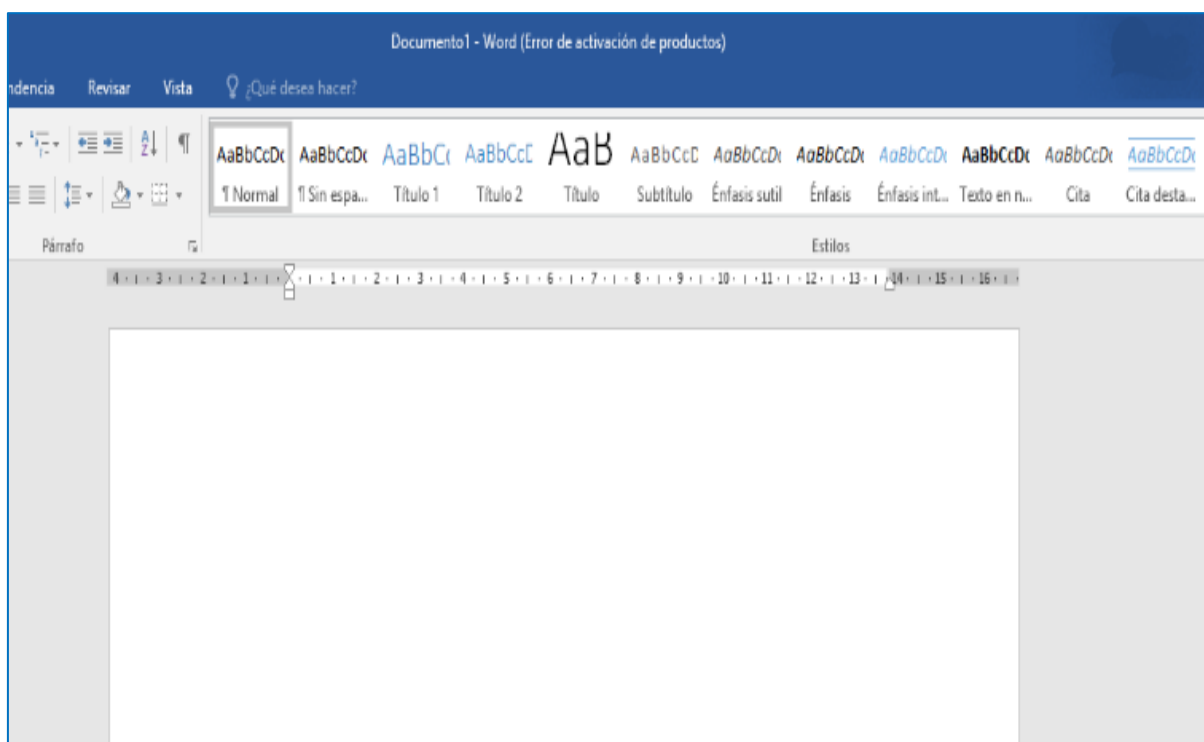 Documento1 - Word (Error de activación de productos)
ndencia Revisar Vista ¿Qué desea hacer?
AaBbCcDc AaBbCcDc AaBbCc AaBbCcC AaB AaBbCcC AaBbCcDc AaBbCcDc AaBbCcDc AaBbCcDc AaBbCcDc AaBbCcDc
¶ Normal ¶ Sin espa... Título 1 Título 2 Título Subtítulo Énfasis sutil Énfasis Énfasis int... Texto en n... Cita Cita desta...
Párrafo Estilos
4 3 2 1 1 2 3 4 5 6 7 8 9 10 11 12 13 14 15 16